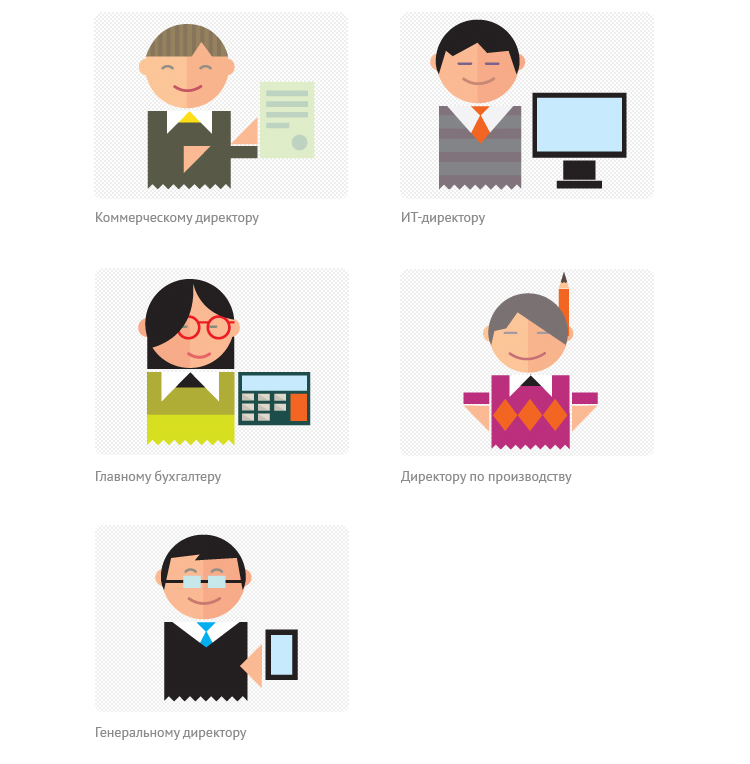 Коммерческому директору
ИТ-директору
Главному бухгалтеру
Директору по производству
Генеральному директору